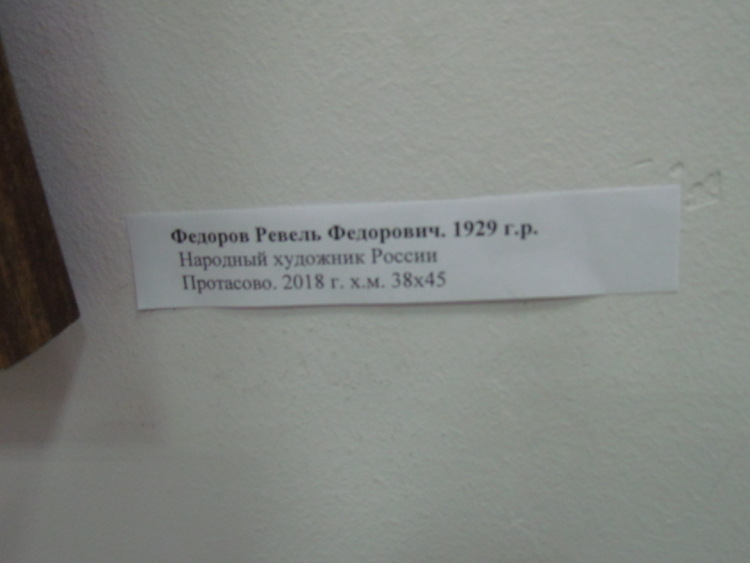 Федоров Ревель Федорович. 1929 г.р.
Народный художник России
Протасово. 2018 г. х.м. 38х45